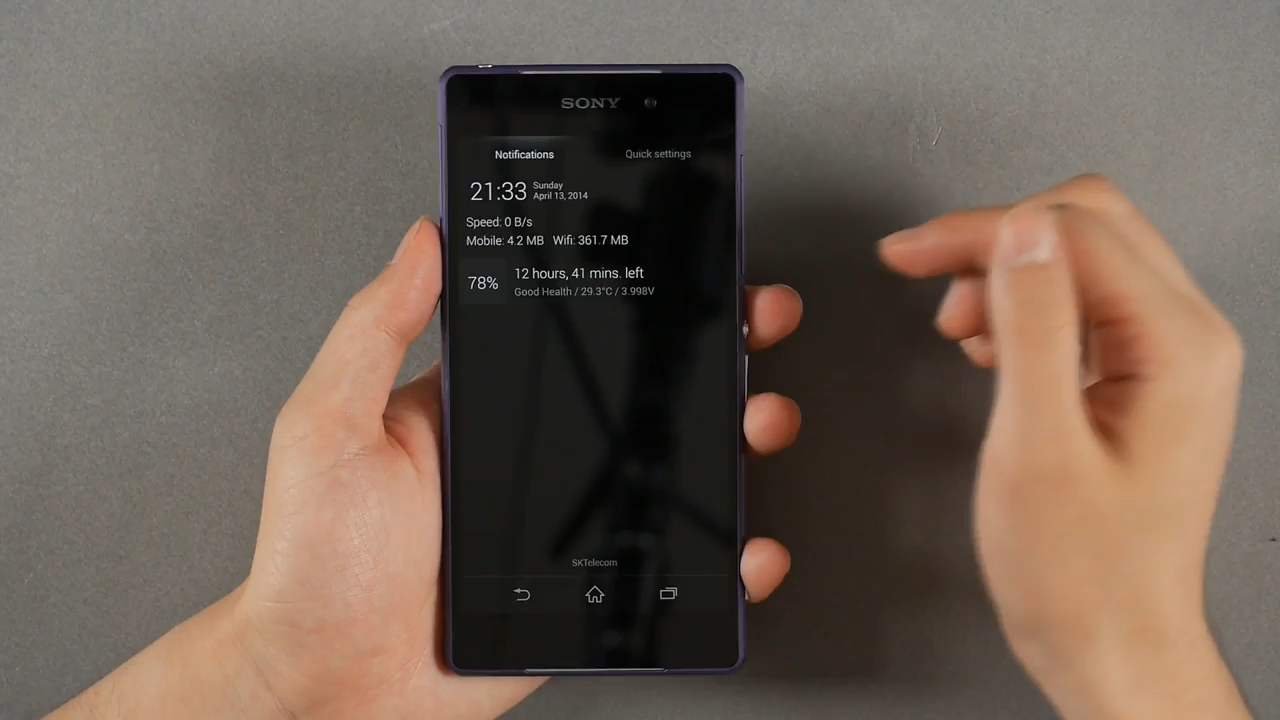 SONY
Notifications
Quick settings
21:33
Sunday
April 13, 2014
Speed: 0 B/s
Mobile: 4.2 MB Wifi: 361.7 MB
78%
12 hours, 41 mins. left
Good Health / 29.3°C / 3.998V
SKTelecom